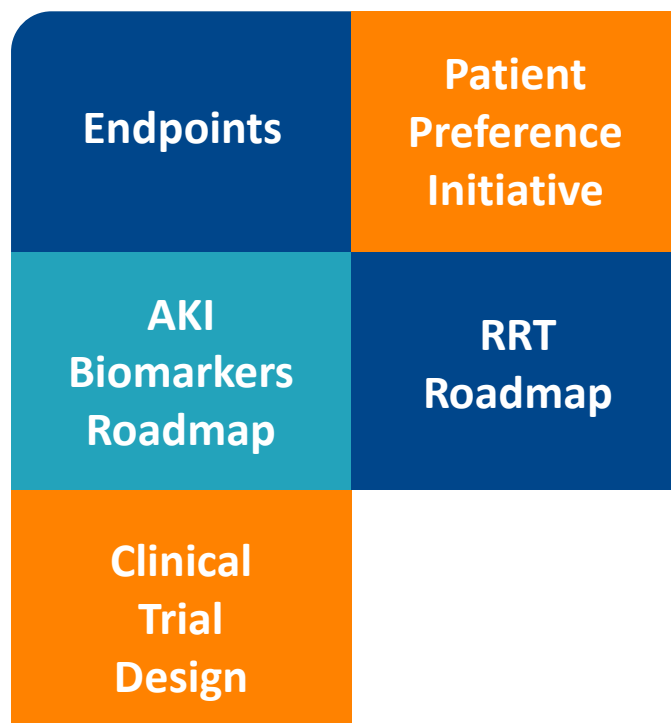 Endpoints
Patient
Preference
Initiative
AKI
Biomarkers
Roadmap
RRT
Roadmap
Clinical
Trial
Design